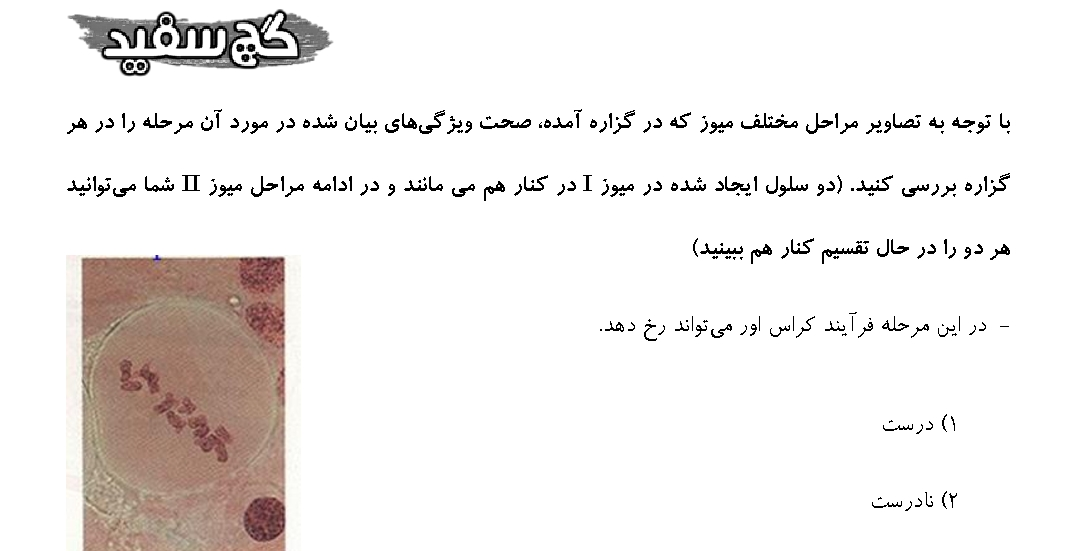 گچ سفید
با توجه به تصاویر مراحل مختلف میوز که در گزاره آمده، صحت ویژگی‌های بیان شده در مورد آن مرحله را در هر
گزاره بررسی کنید. (دو سلول ایجاد شده در میوز I در کنار هم می مانند و در ادامه مراحل میوز II شما می‌توانید
هر دو را در حال تقسیم کنار هم ببینید)
- در این مرحله فرآیند کراس اور می‌تواند رخ دهد.
۱) درست
۲) نادرست